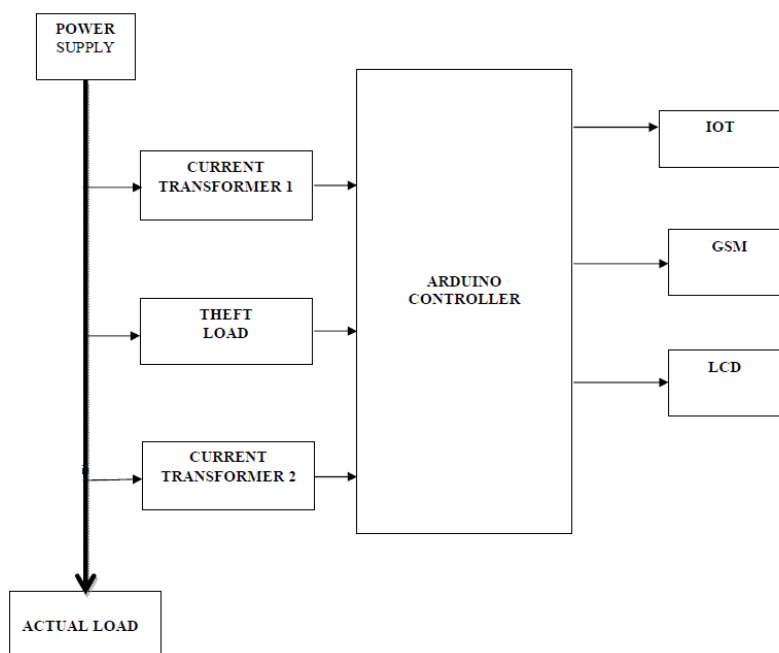 POWER
SUPPLY
CURRENT
TRANSFORMER 1
THEFT
LOAD
CURRENT
TRANSFORMER 2
ACTUAL LOAD
ARDUINO
CONTROLLER
IOT
GSM
LCD